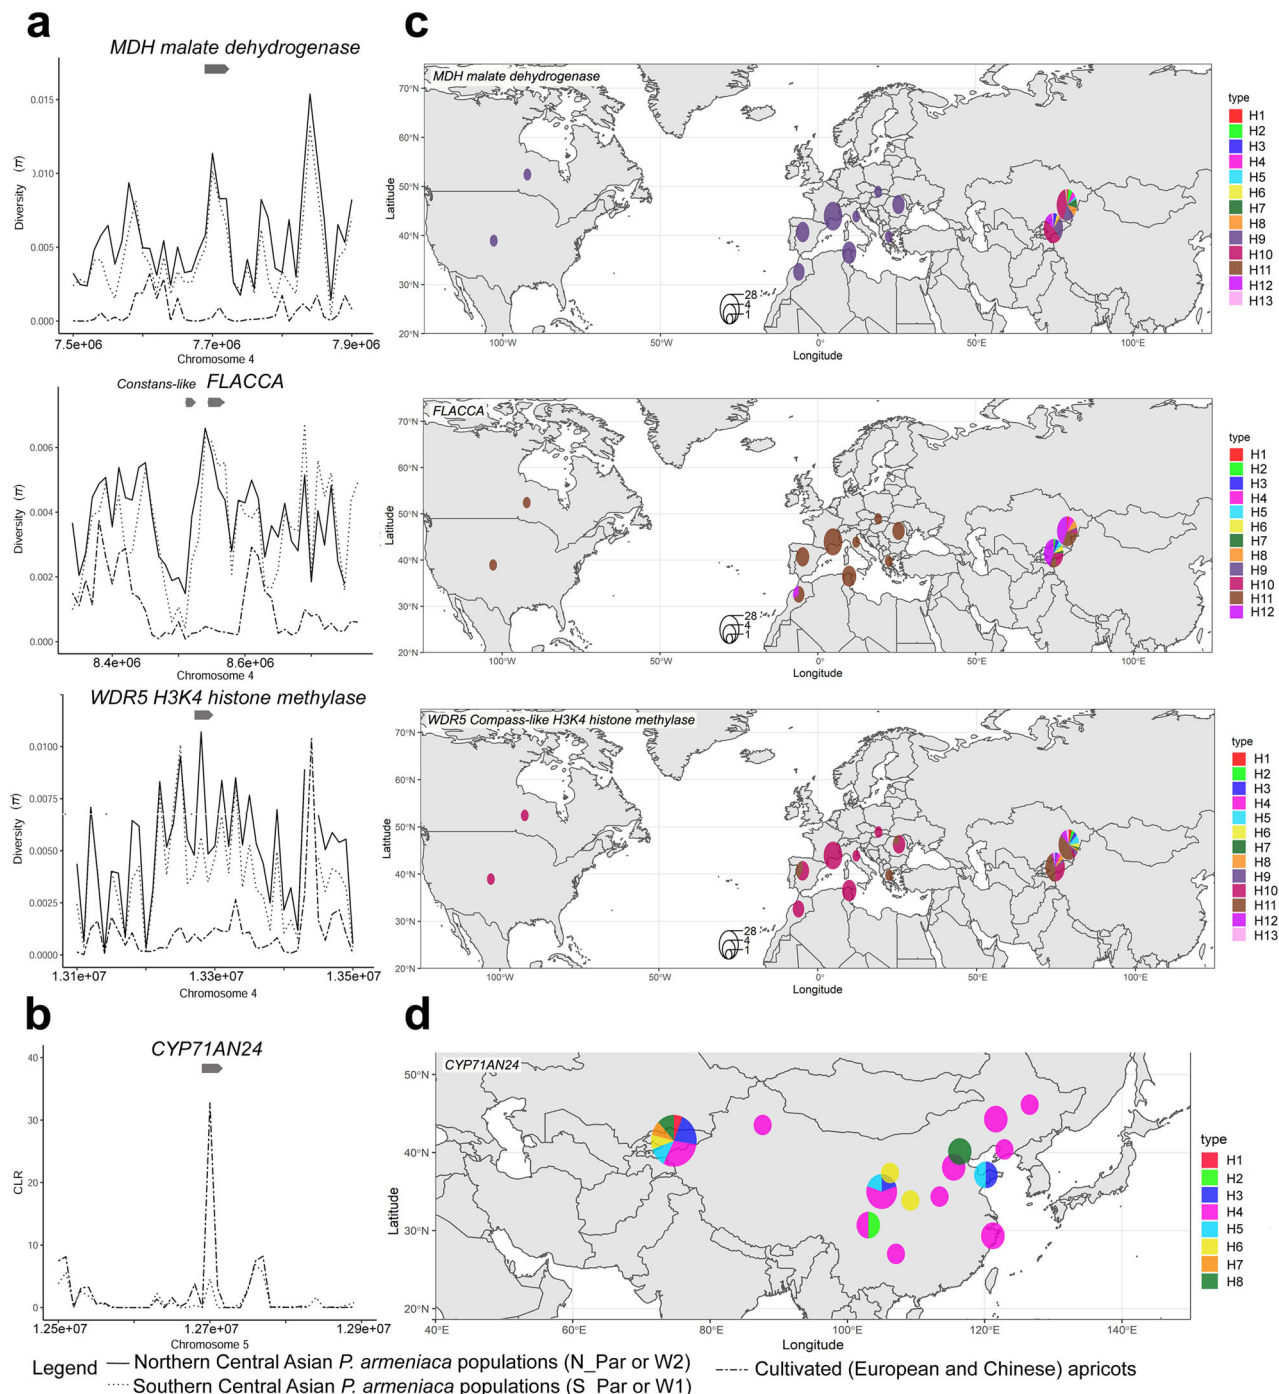 a
MDH malate dehydrogenase
Diversity (π)
0.015
0.010
0.005
0.000
7.5e+06 7.7e+06 7.9e+06
Chromosome 4
Constans-like FLACCA
Diversity (π)
0.006
0.004
0.002
0.000
8.4e+06 8.6e+06
Chromosome 4
WDR5 H3K4 histone methylase
Diversity (π)
0.0100
0.0075
0.0050
0.0025
0.0000
1.31e+07 1.33e+07 1.35e+07
Chromosome 4
b
CYP71AN24
CLR
40
30
20
10
0
1.25e+07 1.27e+07 1.29e+07
Chromosome 5
c
MDH malate dehydrogenase
Latitude
70°N
60°N
50°N
40°N
30°N
20°N
100°W 50°W 0° 50°E 100°E
Longitude
28
4
1
type
H1
H2
H3
H4
H5
H6
H7
H8
H9
H10
H11
H12
H13
FLACCA
Latitude
70°N
60°N
50°N
40°N
30°N
20°N
100°W 50°W 0° 50°E 100°E
Longitude
28
4
1
type
H1
H2
H3
H4
H5
H6
H7
H8
H9
H10
H11
H12
WDR5 Compass-like H3K4 histone methylase
Latitude
70°N
60°N
50°N
40°N
30°N
20°N
100°W 50°W 0° 50°E 100°E
Longitude
28
4
1
type
H1
H2
H3
H4
H5
H6
H7
H8
H9
H10
H11
H12
H13
d
CYP71AN24
Latitude
50°N
40°N
30°N
20°N
40°E 60°E 80°E 100°E 120°E 140°E
Longitude
type
H1
H2
H3
H4
H5
H6
H7
H8
Legend
Northern Central Asian P. armeniaca populations (N_Par or W2)
Southern Central Asian P. armeniaca populations (S_Par or W1)
Cultivated (European and Chinese) apricots